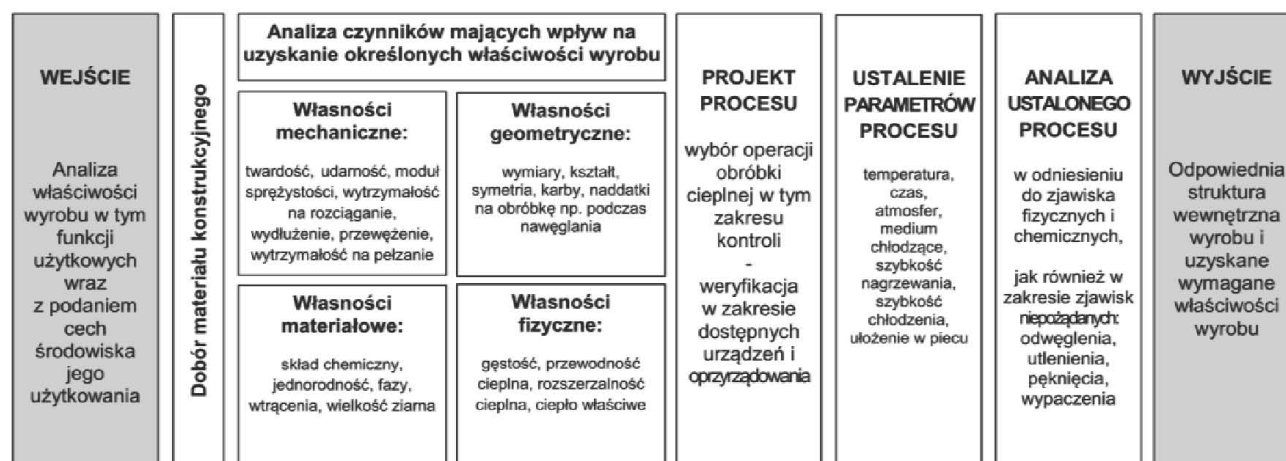 WEJŚCIE
Analiza
właściwości
wyrobu w tym
funkcji
użytkowych
wraz
z podaniem
cech
środowiska
jego
użytkowania
Dobór materiału konstrukcyjnego
Analiza czynników mających wpływ na
uzyskanie określonych właściwości wyrobu
Własności
mechaniczne:
twardość, udarność, moduł
sprężystości, wytrzymałość
na rozciąganie,
wydłużenie, przewężenie,
wytrzymałość na pełzanie
Własności
geometryczne:
wymiary, kształt,
symetria, karby, naddatki
na obróbkę np. podczas
nawęglania
Własności
materiałowe:
skład chemiczny,
jednorodność, fazy,
wtrącenia, wielkość ziarna
Własności
fizyczne:
gęstość, przewodność
cieplna, rozszerzalność
cieplna, ciepło właściwe
PROJEKT
PROCESU
wybór operacji
obróbki
cieplnej w tym
zakresu
kontroli
-
weryfikacja
w zakresie
dostępnych
urządzeń i
oprzyrządowania
USTALENIE
PARAMETRÓW
PROCESU
temperatura,
czas,
atmosfer,
medium
chłodzące,
szybkość
nagrzewania,
szybkość
chłodzenia,
ułożenie w piecu
ANALIZA
USTALONEGO
PROCESU
w odniesieniu
do zjawiska
fizycznych i
chemicznych,
jak również w
zakresie zjawisk
niepożądanych:
odwęglenia,
utlenienia,
pęknięcia,
wypaczenia
WYJŚCIE
Odpowiednia
struktura
wewnętrzna
wyrobu i
uzyskane
wymagane
właściwości
wyrobu